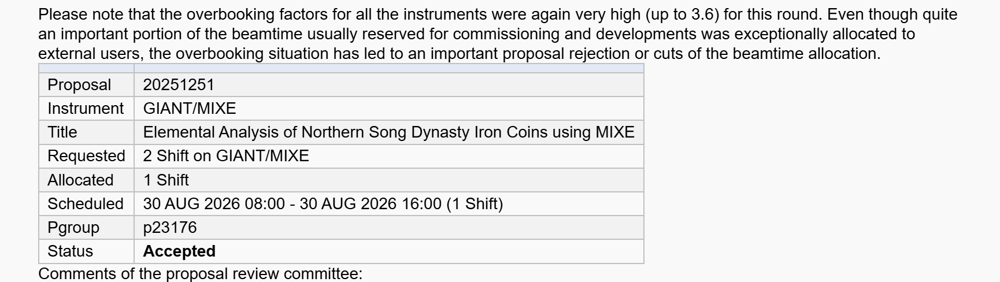 Please note that the overbooking factors for all the instruments were again very high (up to 3.6) for this round. Even though quite
an important portion of the beamtime usually reserved for commissioning and developments was exceptionally allocated to
external users, the overbooking situation has led to an important proposal rejection or cuts of the beamtime allocation.
Proposal 20251251
Instrument GIANT/MIXE
Title Elemental Analysis of Northern Song Dynasty Iron Coins using MIXE
Requested 2 Shift on GIANT/MIXE
Allocated 1 Shift
Scheduled 30 AUG 2026 08:00 - 30 AUG 2026 16:00 (1 Shift)
Pgroup p23176
Status Accepted
Comments of the proposal review committee: